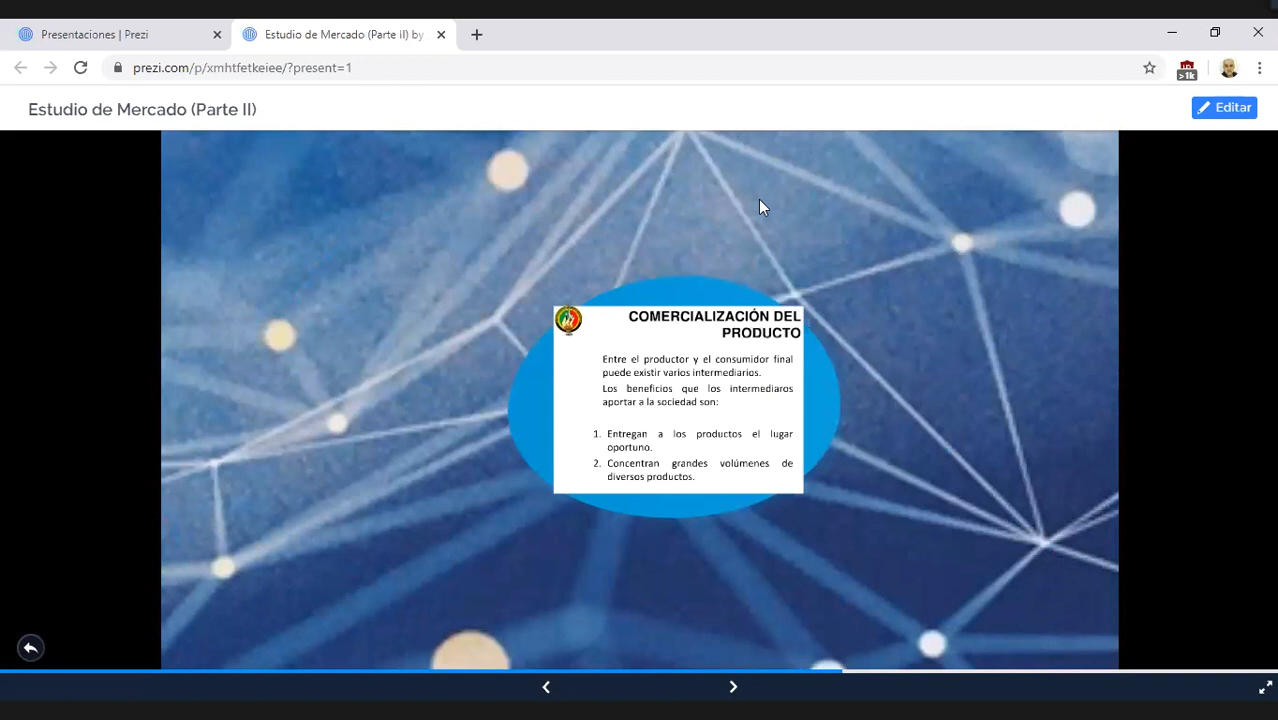 Presentaciones | Prezi
Estudio de Mercado (Parte iI) by
prezi.com/p/xmhtfetkeiee/?present=1
>1k
Estudio de Mercado (Parte II)
Editar
COMERCIALIZACIÓN DEL
PRODUCTO
Entre el productor y el consumidor final
puede existir varios intermediarios.
Los beneficios que los intermediaros
aportar a la sociedad son:
1. Entregan a los productos el lugar
oportuno.
2. Concentran grandes volúmenes de
diversos productos.